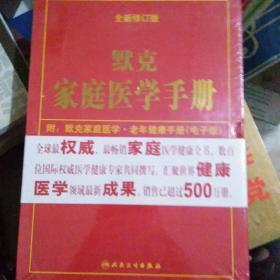 全新修订版
默克
家庭医学手册
附：默克家庭医学·老年健康手册（电子版）
全球最权威、最畅销家庭医学健康全书。数百
位国际权威医学健康专家共同撰写，汇聚世界健康
医学领域最新成果。销售已超过500万册。
人民卫生出版社